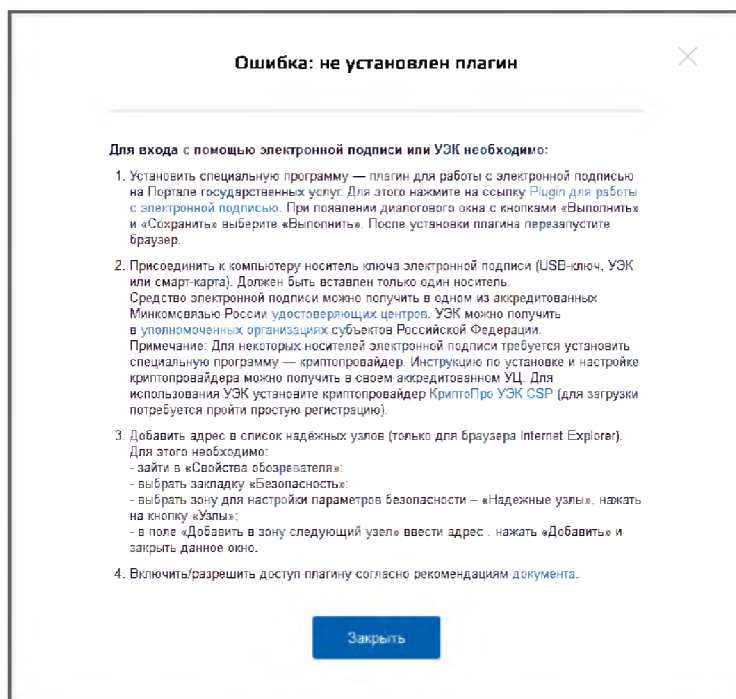 Ошибка: не установлен плагин
Для входа с помощью электронной подписи или УЭК необходимо:
1. Установить специальную программу — плагин для работы с электронной подписью
на Портале государственных услуг. Для этого нажмите на ссылку Plugin для работы
с электронной подписью. При появлении диалогового окна с кнопками «Выполнить»
и «Сохранить» выберите «Выполнить». После установки плагина перезапустите
браузер.
2. Присоединить к компьютеру носитель ключа электронной подписи (USB-ключ, УЭК
или смарт-карта). Должен быть вставлен только один носитель.
Средство электронной подписи можно получить в одном из аккредитованных
Минкомсвязью России удостоверяющих центров. УЭК можно получить
в уполномоченных организациях субъектов Российской Федерации.
Примечание: Для некоторых носителей электронной подписи требуется установить
специальную программу — криптопровайдер. Инструкцию по установке и настройке
криптопровайдера можно получить в своем аккредитованном УЦ. Для
использования УЭК установите криптопровайдер КриптоПро УЭК CSP (для загрузки
потребуется пройти простую регистрацию).
3. Добавить адрес в список надёжных узлов (только для браузера Internet Explorer).
Для этого необходимо:
- зайти в «Свойства обозревателя»;
- выбрать закладку «Безопасность»;
- выбрать зону для настройки параметров безопасности – «Надежные узлы», нажать
на кнопку «Узлы»;
- в поле «Добавить в зону следующий узел» ввести адрес . нажать «Добавить» и
закрыть данное окно.
4. Включить/разрешить доступ плагину согласно рекомендациям документа.
Закрыть